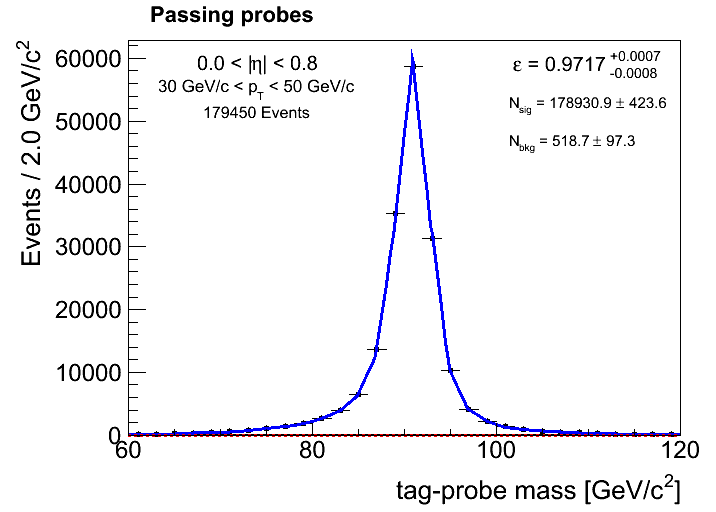 Passing probes
0.0 < |η| < 0.8
30 GeV/c < p_T < 50 GeV/c
179450 Events
ε = 0.9717 +0.0007 -0.0008
N_sig = 178930.9 ± 423.6
N_bkg = 518.7 ± 97.3
Events / 2.0 GeV/c²
60000
50000
40000
30000
20000
10000
0
60 80 100 120
tag-probe mass [GeV/c²]